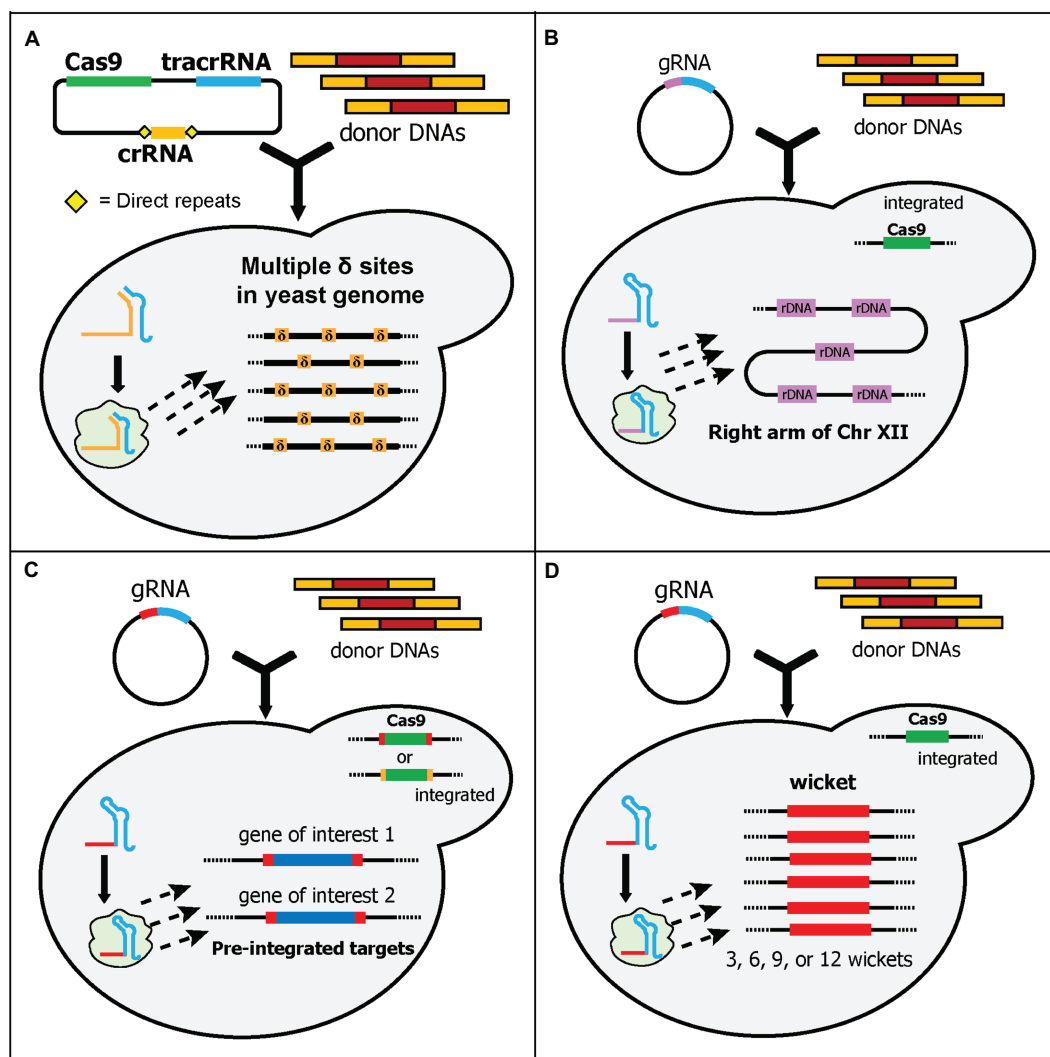 A
Cas9 tracrRNA
donor DNAs
crRNA
= Direct repeats
Multiple δ sites
in yeast genome
δ δ δ
δ δ
δ δ δ
δ δ
δ δ δ
B
gRNA
donor DNAs
integrated
Cas9
rDNA rDNA
rDNA
rDNA rDNA
Right arm of Chr XII
C
gRNA
donor DNAs
Cas9
or
integrated
gene of interest 1
gene of interest 2
Pre-integrated targets
D
gRNA
donor DNAs
Cas9
integrated
wicket
3, 6, 9, or 12 wickets